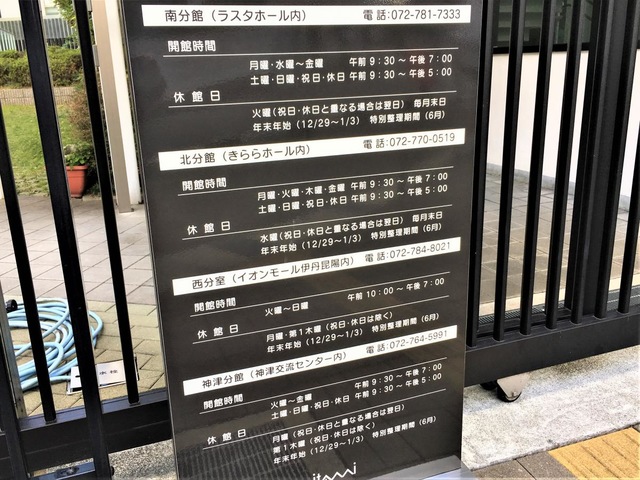 南分館（ラスタホール内） 電話:072-781-7333
開館時間
月曜・水曜～金曜 午前 9:30 ～ 午後 7:00
土曜・日曜・祝日・休日 午前 9:30 ～ 午後 5:00
休館日
火曜（祝日・休日と重なる場合は翌日） 毎月末日
年末年始（12/29～1/3） 特別整理期間（6月）
北分館（きららホール内） 電話:072-770-0519
開館時間
月曜・火曜・木曜・金曜 午前 9:30 ～ 午後 7:00
土曜・日曜・祝日・休日 午前 9:30 ～ 午後 5:00
休館日
水曜（祝日・休日と重なる場合は翌日） 毎月末日
年末年始（12/29～1/3） 特別整理期間（6月）
西分室（イオンモール伊丹昆陽内） 電話:072-784-8021
開館時間
火曜～日曜 午前 10:00 ～ 午後 7:00
休館日
月曜・第1木曜（祝日・休日は除く）
年末年始（12/29～1/3） 特別整理期間（6月）
神津分館（神津交流センター内） 電話:072-764-5991
開館時間
火曜～金曜 午前 9:30 ～ 午後 7:00
土曜・日曜・祝日・休日 午前 9:30 ～ 午後 5:00
休館日
月曜（祝日・休日と重なる場合は翌日）
第1木曜（祝日・休日は除く）
年末年始（12/29～1/3） 特別整理期間（6月）
itami
水栓